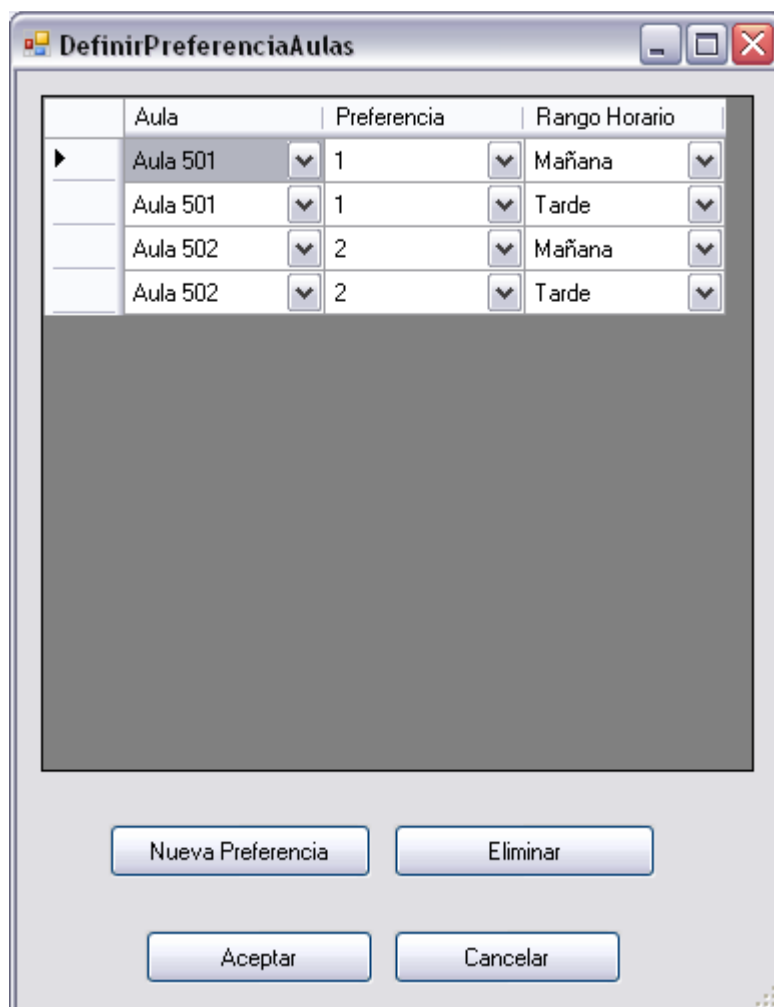 DefinirPreferenciaAulas
Aula Preferencia Rango Horario
Aula 501 1 Mañana
Aula 501 1 Tarde
Aula 502 2 Mañana
Aula 502 2 Tarde
Nueva Preferencia Eliminar
Aceptar Cancelar